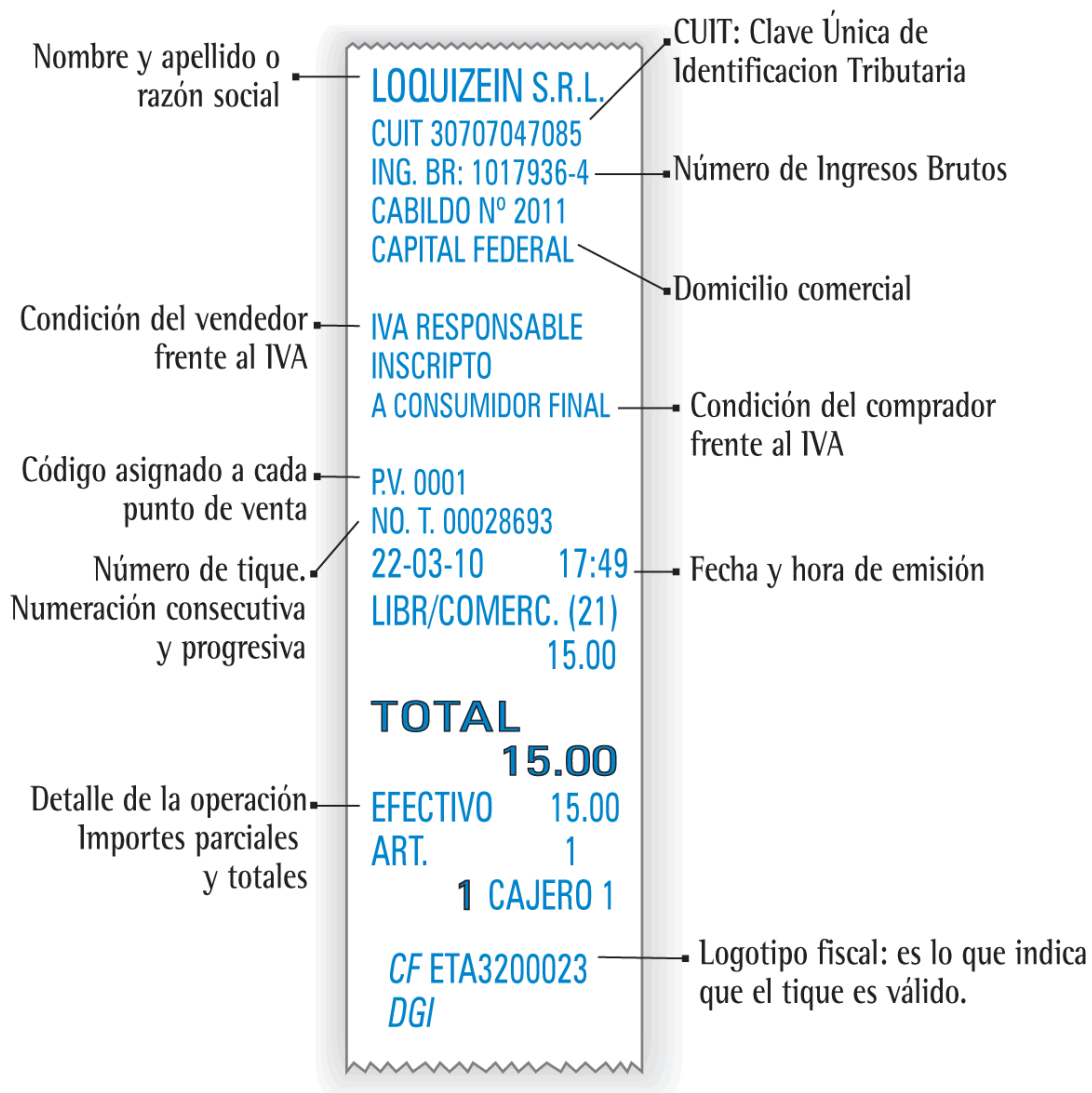 Nombre y apellido o
razón social
CUIT: Clave Única de
Identificacion Tributaria
LOQUIZEIN S.R.L.
CUIT 30707047085
ING. BR: 1017936-4
Número de Ingresos Brutos
CABILDO Nº 2011
CAPITAL FEDERAL
Domicilio comercial
Condición del vendedor
frente al IVA
IVA RESPONSABLE
INSCRIPTO
A CONSUMIDOR FINAL
Condición del comprador
frente al IVA
Código asignado a cada
punto de venta
P.V. 0001
NO. T. 00028693
Número de tique.
Numeración consecutiva
y progresiva
22-03-10 17:49
Fecha y hora de emisión
LIBR/COMERC. (21)
15.00
TOTAL
15.00
Detalle de la operación
Importes parciales
y totales
EFECTIVO 15.00
ART. 1
1 CAJERO 1
CF ETA3200023
DGI
Logotipo fiscal: es lo que indica
que el tique es válido.